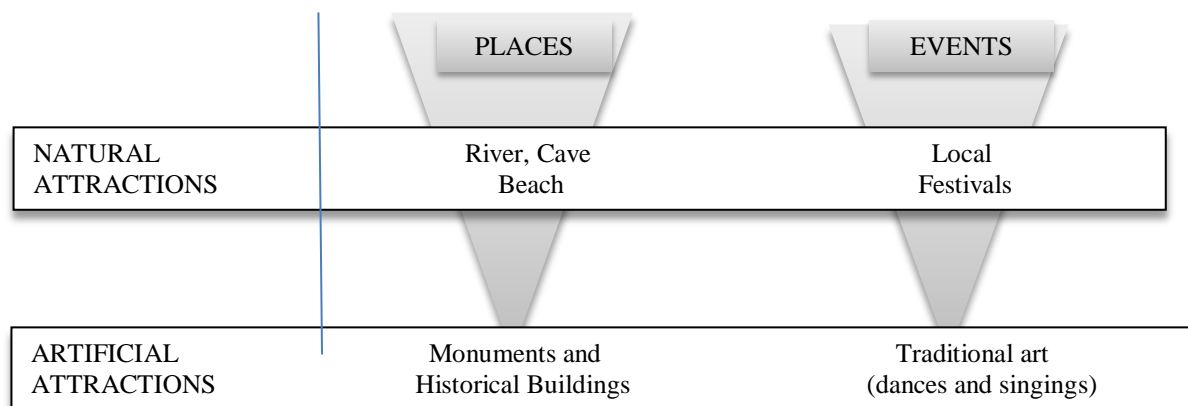 PLACES
EVENTS
NATURAL
ATTRACTIONS
River, Cave
Beach
Local
Festivals
ARTIFICIAL
ATTRACTIONS
Monuments and
Historical Buildings
Traditional art
(dances and singings)